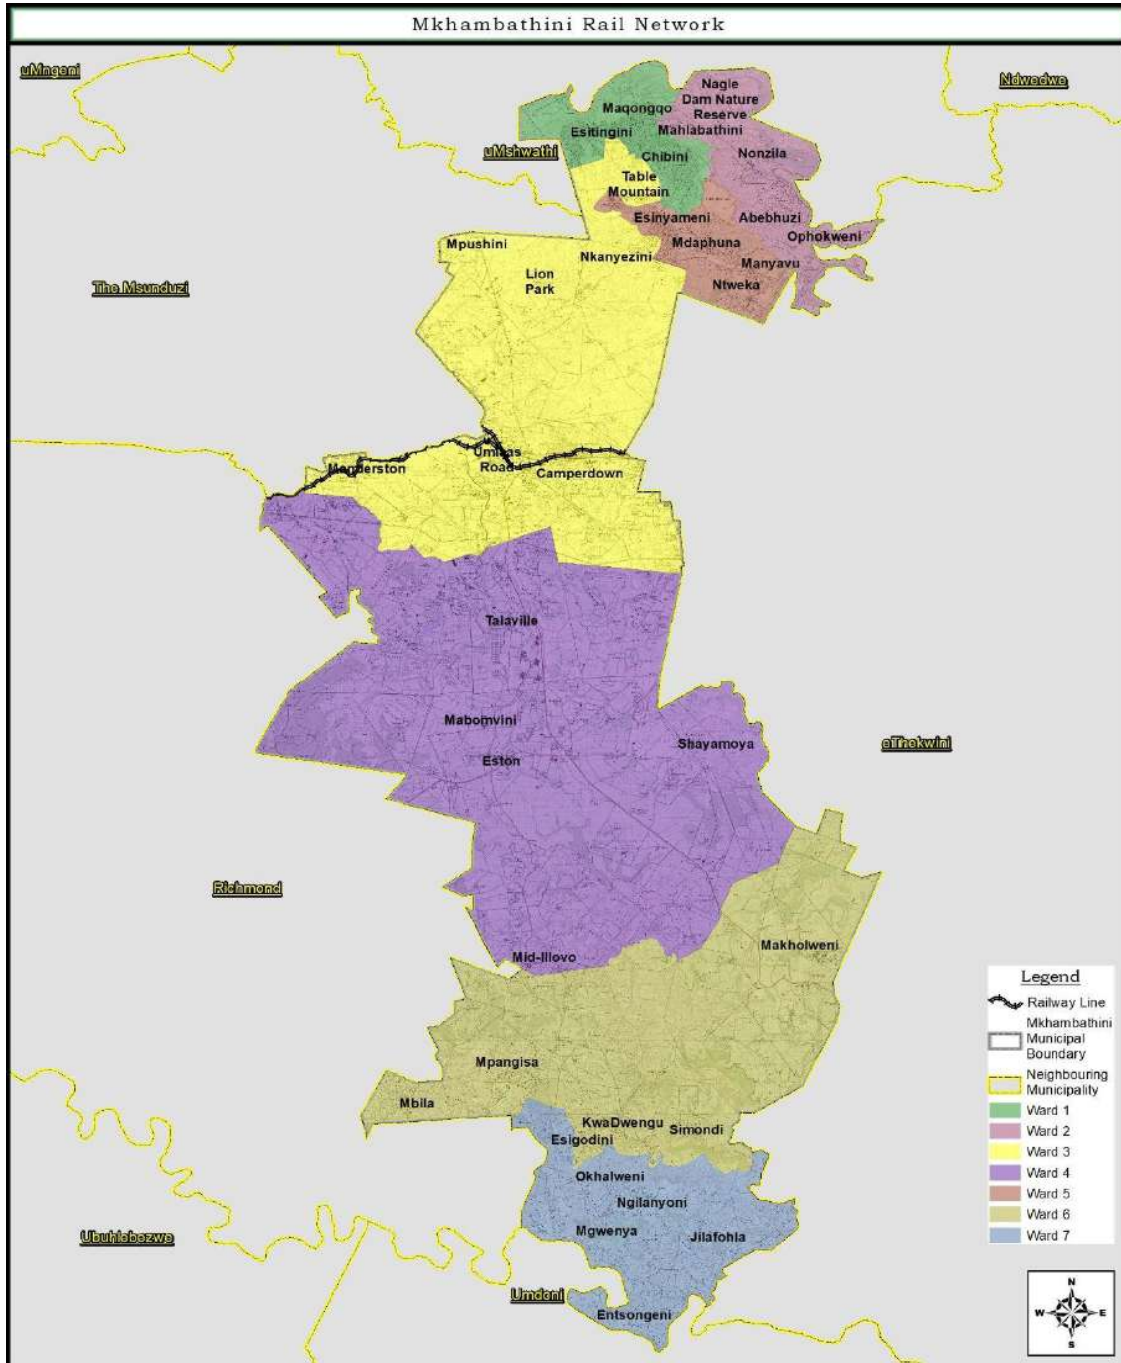 Mkhambathini Rail Network
uMngeni
Ndwedwe
Nagle
Dam Nature
Reserve
Maqongqo
Mahlabathini
Esitingini
uMshwathi
Chibini
Nonzila
Table
Mountain
Esinyameni
Abebhuzi
Ophokweni
Mpushini
Mdaphuna
Nkanyezini
Manyavu
Lion
Park
Ntweka
The Msunduzi
Umlaas
Road
Manderston
Camperdown
Talaville
Mabomvini
Shayamoya
eThekwini
Eston
Richmond
Makholweni
Mid-Illovo
Mpangisa
Mbila
KwaDwengu
Simondi
Esigodini
Okhalweni
Ngilanyoni
Mgwenya
Jilafohla
Ubuhlebezwe
Umdoni
Entsongeni
Legend
Railway Line
Mkhambathini
Municipal
Boundary
Neighbouring
Municipality
Ward 1
Ward 2
Ward 3
Ward 4
Ward 5
Ward 6
Ward 7
N
W
E
S